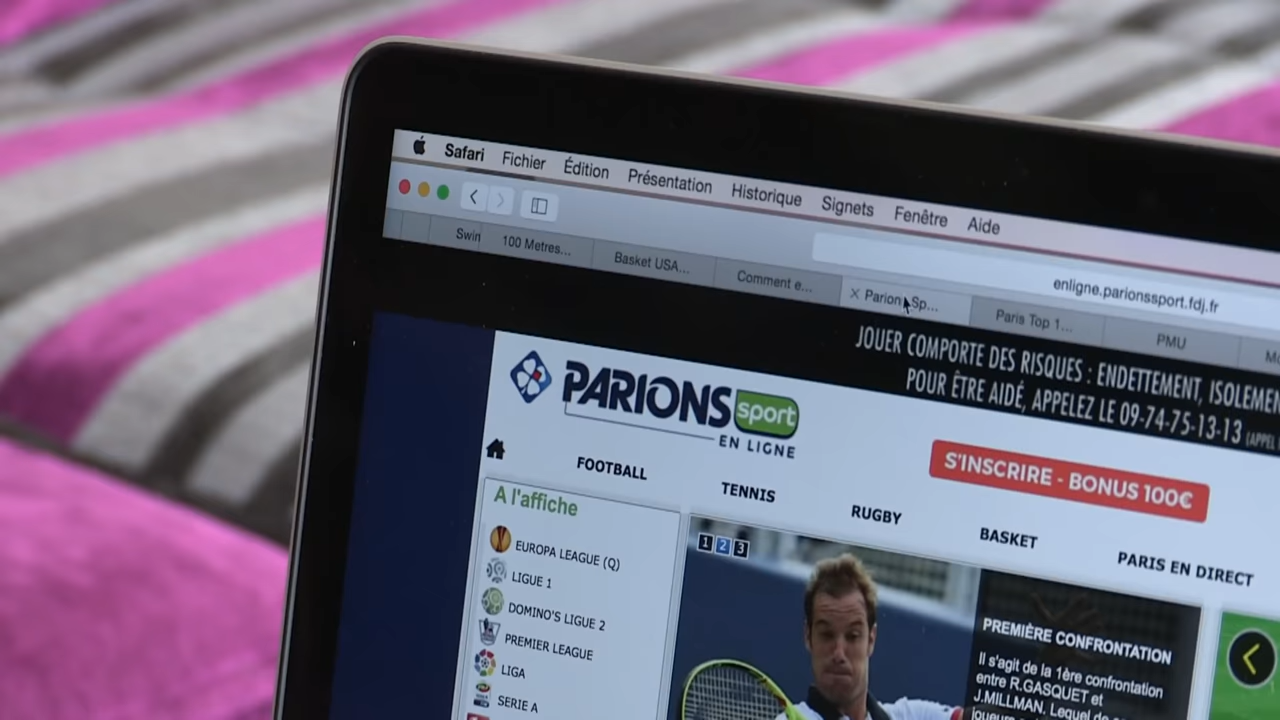 Safari Fichier Édition Présentation Historique Signets Fenêtre Aide
enligne.parionssport.fdj.fr
Swin 100 Metres... Basket USA... Comment e... Parion Sp... Paris Top 1... PMU
JOUER COMPORTE DES RISQUES : ENDETTEMENT, ISOLEMEN
POUR ÊTRE AIDÉ, APPELEZ LE 09-74-75-13-13 (APPEL
PARIONS sport
EN LIGNE
S'INSCRIRE - BONUS 100€
FOOTBALL TENNIS RUGBY BASKET PARIS EN DIRECT
A l'affiche
EUROPA LEAGUE (Q)
LIGUE 1
DOMINO'S LIGUE 2
PREMIER LEAGUE
LIGA
SERIE A
1 2 3
PREMIÈRE CONFRONTATION
Il s'agit de la 1ère confrontation
entre R.GASQUET et
J.MILLMAN. Lequel de